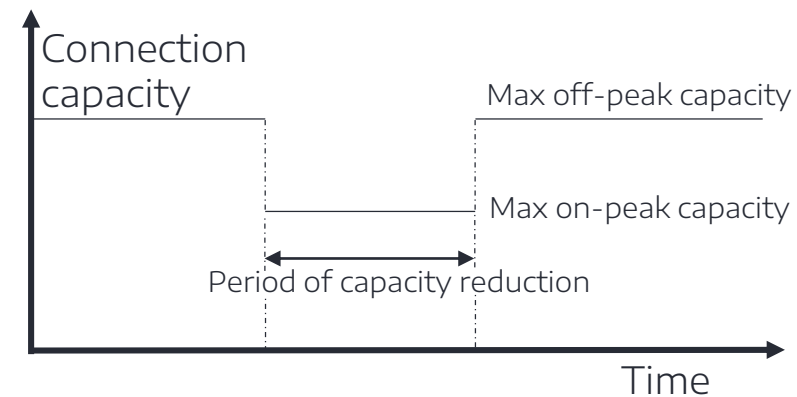 Connection
capacity
Max off-peak capacity
Max on-peak capacity
Period of capacity reduction
Time